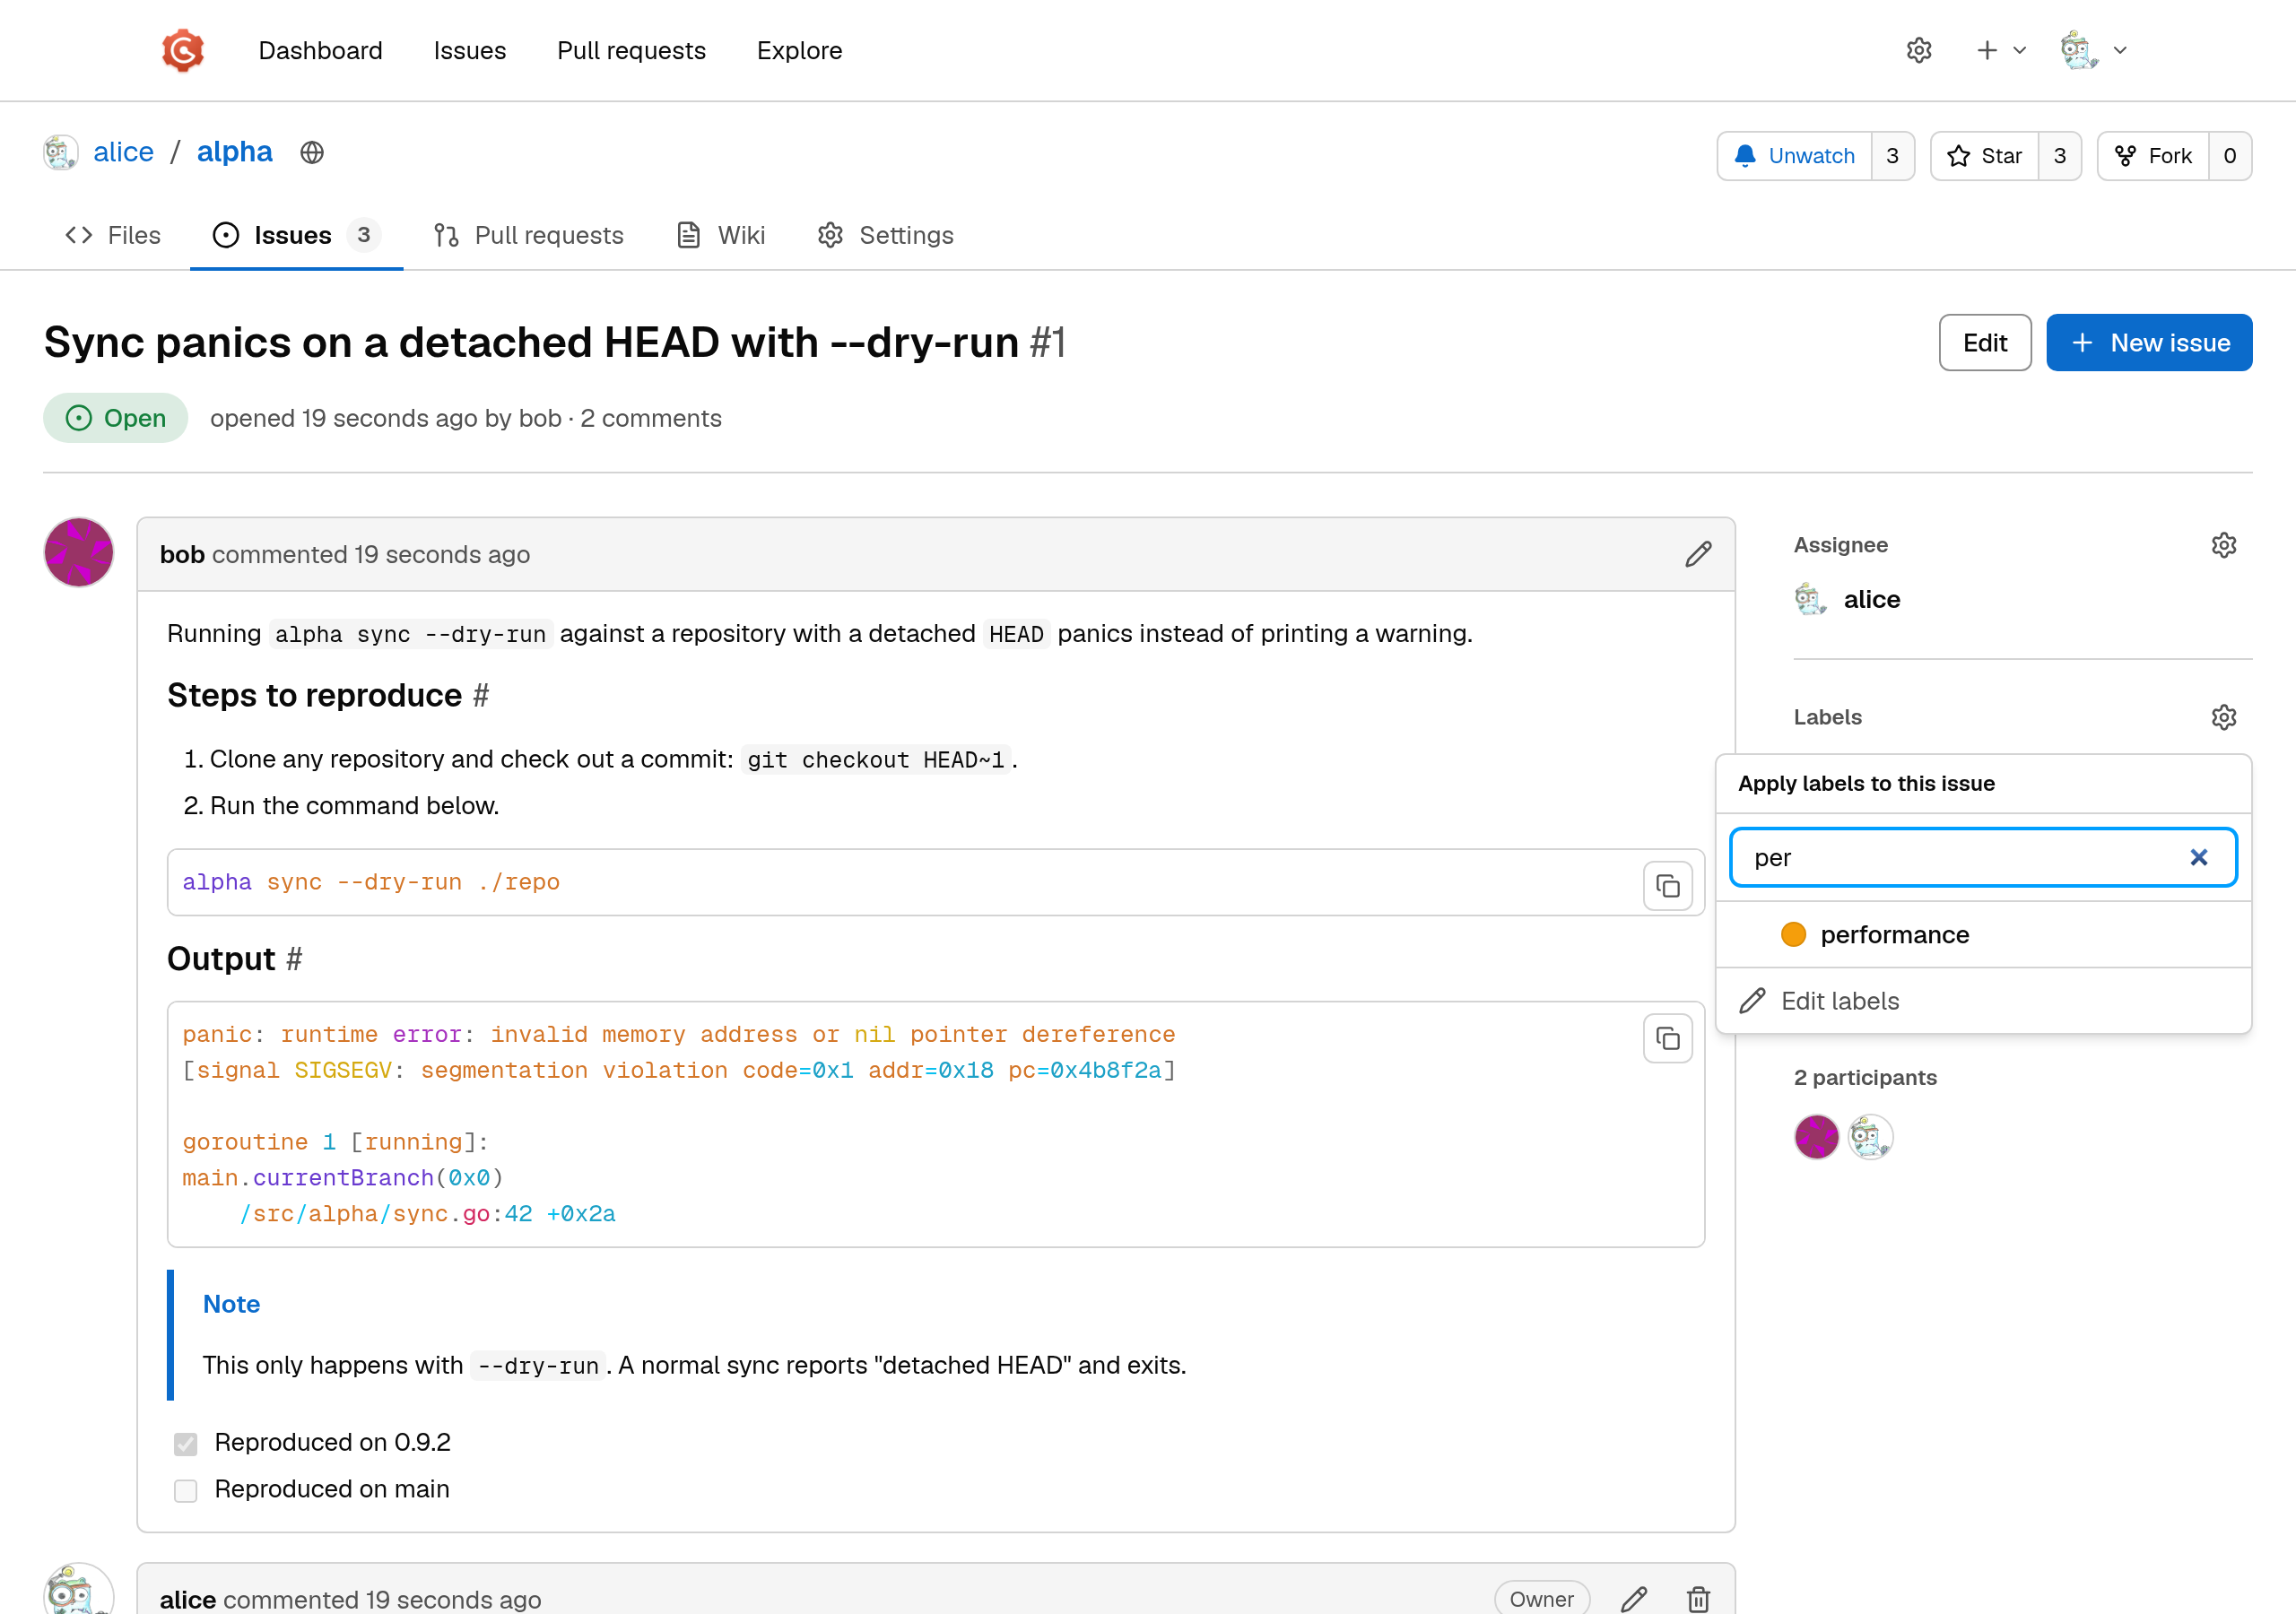 Dashboard Issues Pull requests Explore
alice / alpha
Unwatch 3 Star 3 Fork 0
Files Issues 3 Pull requests Wiki Settings
Sync panics on a detached HEAD with --dry-run #1
Edit New issue
Open opened 19 seconds ago by bob · 2 comments
bob commented 19 seconds ago
Running alpha sync --dry-run against a repository with a detached HEAD panics instead of printing a warning.
Steps to reproduce #
1. Clone any repository and check out a commit: git checkout HEAD~1.
2. Run the command below.
alpha sync --dry-run ./repo
Output #
panic: runtime error: invalid memory address or nil pointer dereference
[signal SIGSEGV: segmentation violation code=0x1 addr=0x18 pc=0x4b8f2a]
goroutine 1 [running]:
main.currentBranch(0x0)
/src/alpha/sync.go:42 +0x2a
Note
This only happens with --dry-run. A normal sync reports "detached HEAD" and exits.
Reproduced on 0.9.2
Reproduced on main
alice commented 19 seconds ago Owner
Assignee
alice
Labels
Apply labels to this issue
per
performance
Edit labels
2 participants